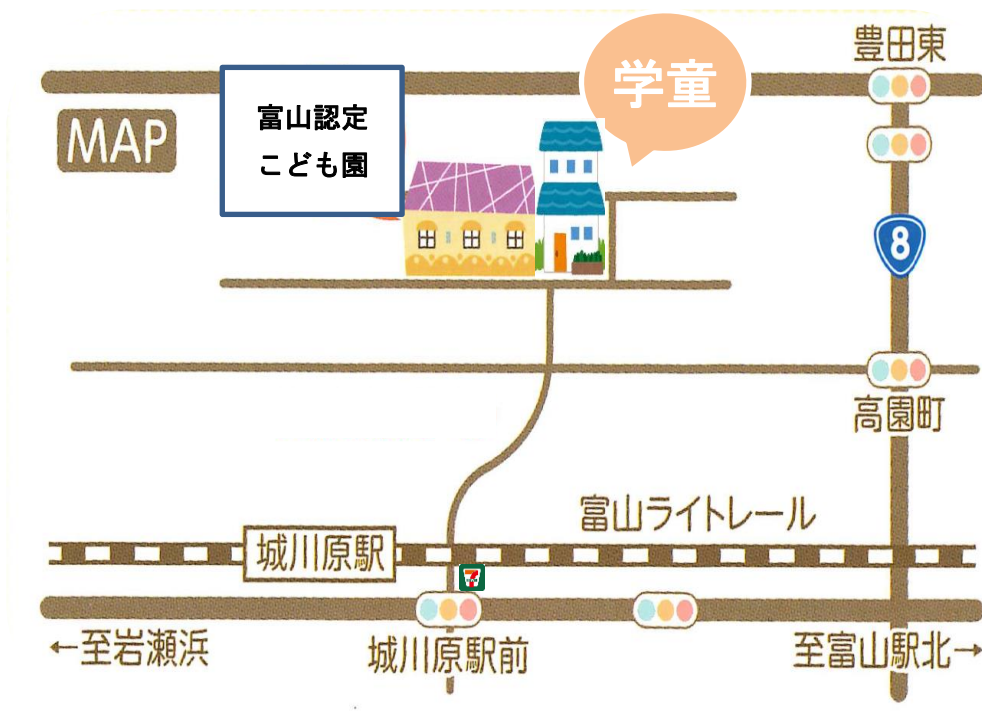 豊田東
学童
富山認定
こども園
MAP
8
高園町
富山ライトレール
城川原駅
7
←至岩瀬浜
城川原駅前
至富山駅北→